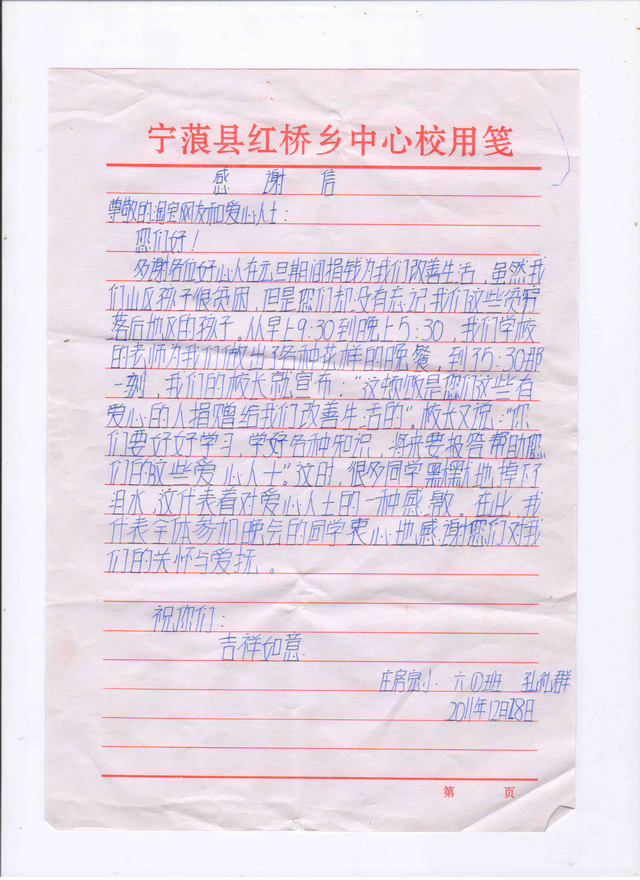 宁蒗县红桥乡中心校用笺
感谢信
尊敬的淘宝网友和爱心人士:
您们好!
多谢各位好心人在元旦期间捐钱为我们改善生活,虽然我
们山区孩子很贫困,但是您们却没有忘记我们这些贫穷
落后地区的孩子。从早上9:30到晚上5:30,我们学校
的老师为我们做出了各种花样的晚餐,到了5:30那
一刻,我们的校长就宣布:“这顿饭是您们这些有
爱心的人捐赠给我们改善生活的”。校长又说:“你
们要好好学习,学好各种知识,将来要报答帮助您
们的这些爱心人士”。这时,很多同学默默地掉下
泪水,这代表着对爱心人士的一种感激。在此,我
代表全体参加晚会的同学衷心地感谢您们对我
们的关怀与爱抚。
祝你们:
吉祥如意
庄房完小 六①班 孔礼群
2011年12日28日
第 页